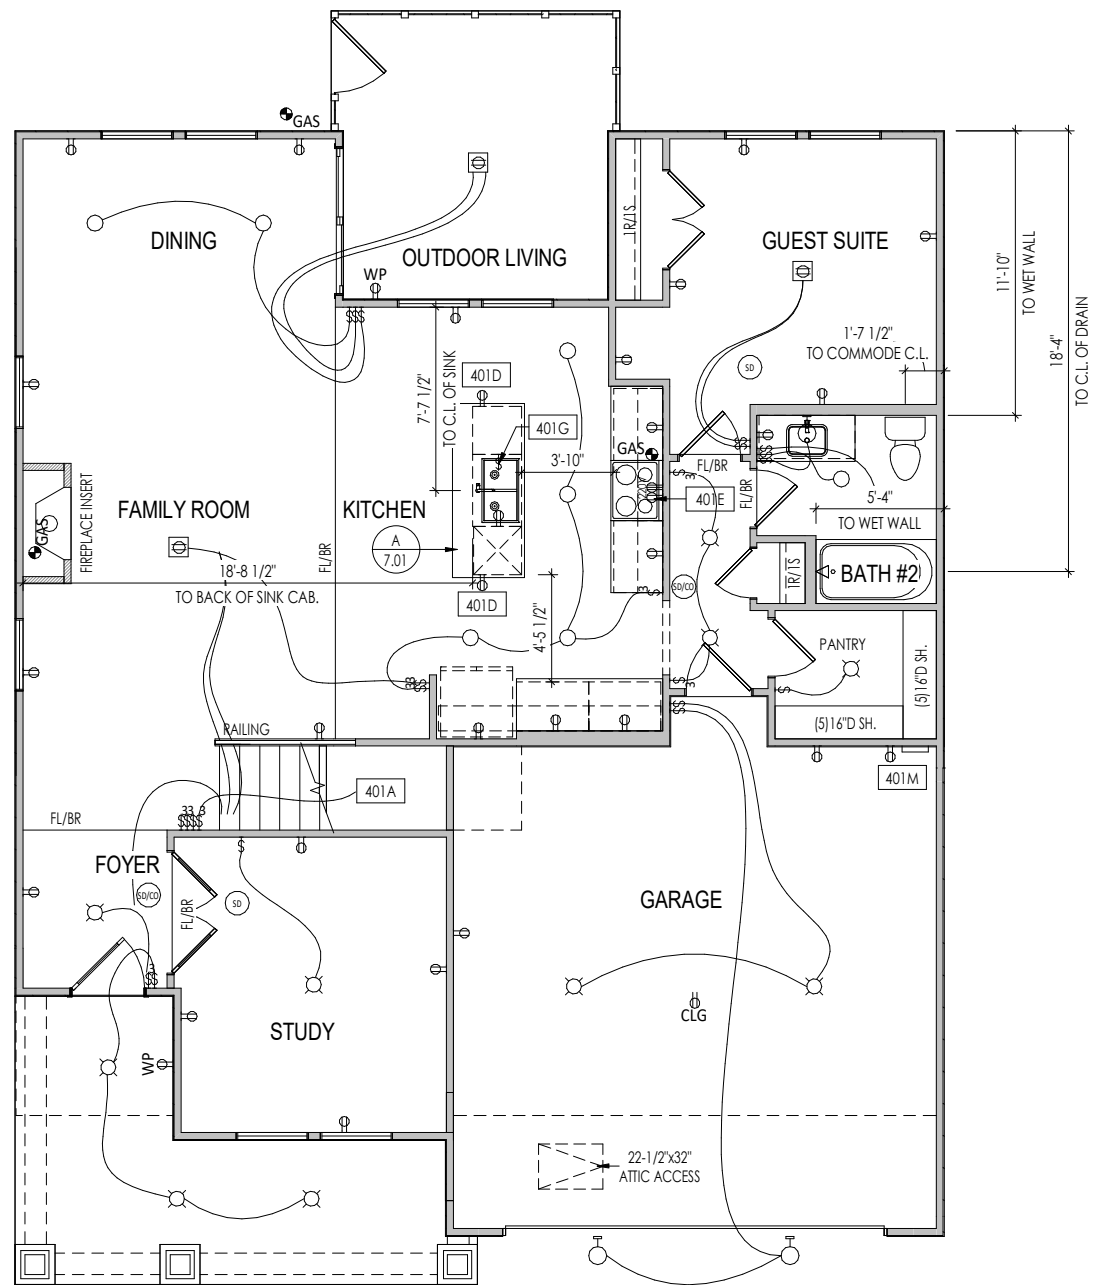 GAS
DINING
OUTDOOR LIVING
WP
1R/1S
GUEST SUITE
11'-10"
TO WET WALL
18'-4"
TO C.L. OF DRAIN
1'-7 1/2"
TO COMMODE C.L.
SD
SSS
7'-7 1/2"
TO C.L. OF SINK
401D
401G
3'-10"
GAS
401E
FL/BR
FL/BR
5'-4"
TO WET WALL
FAMILY ROOM
KITCHEN
A
7.01
GAS
FIREPLACE INSERT
FL/BR
18'-8 1/2"
TO BACK OF SINK CAB.
401D
4'-5 1/2"
SD/CO
1R/1S
BATH #2
PANTRY
(5)16"D SH.
(5)16"D SH.
RAILING
401A
401M
FL/BR
FOYER
SD/CO
FL/BR
SD
GARAGE
CLG
STUDY
WP
22-1/2"x32"
ATTIC ACCESS